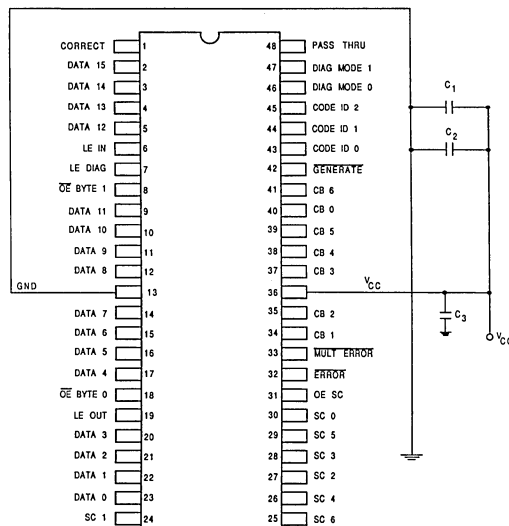 CORRECT 1 48 PASS THRU
DATA 15 2 47 DIAG MODE 1
DATA 14 3 46 DIAG MODE 0
DATA 13 4 45 CODE ID 2
DATA 12 5 44 CODE ID 1
LE IN 6 43 CODE ID 0
LE DIAG 7 42 GENERATE
OE BYTE 1 8 41 CB 6
DATA 11 9 40 CB 0
DATA 10 10 39 CB 5
DATA 9 11 38 CB 4
DATA 8 12 37 CB 3
GND 13 36 VCC
DATA 7 14 35 CB 2
DATA 6 15 34 CB 1
DATA 5 16 33 MULT ERROR
DATA 4 17 32 ERROR
OE BYTE 0 18 31 OE SC
LE OUT 19 30 SC 0
DATA 3 20 29 SC 5
DATA 2 21 28 SC 3
DATA 1 22 27 SC 2
DATA 0 23 26 SC 4
SC 1 24 25 SC 6
C1
C2
C3
VCC